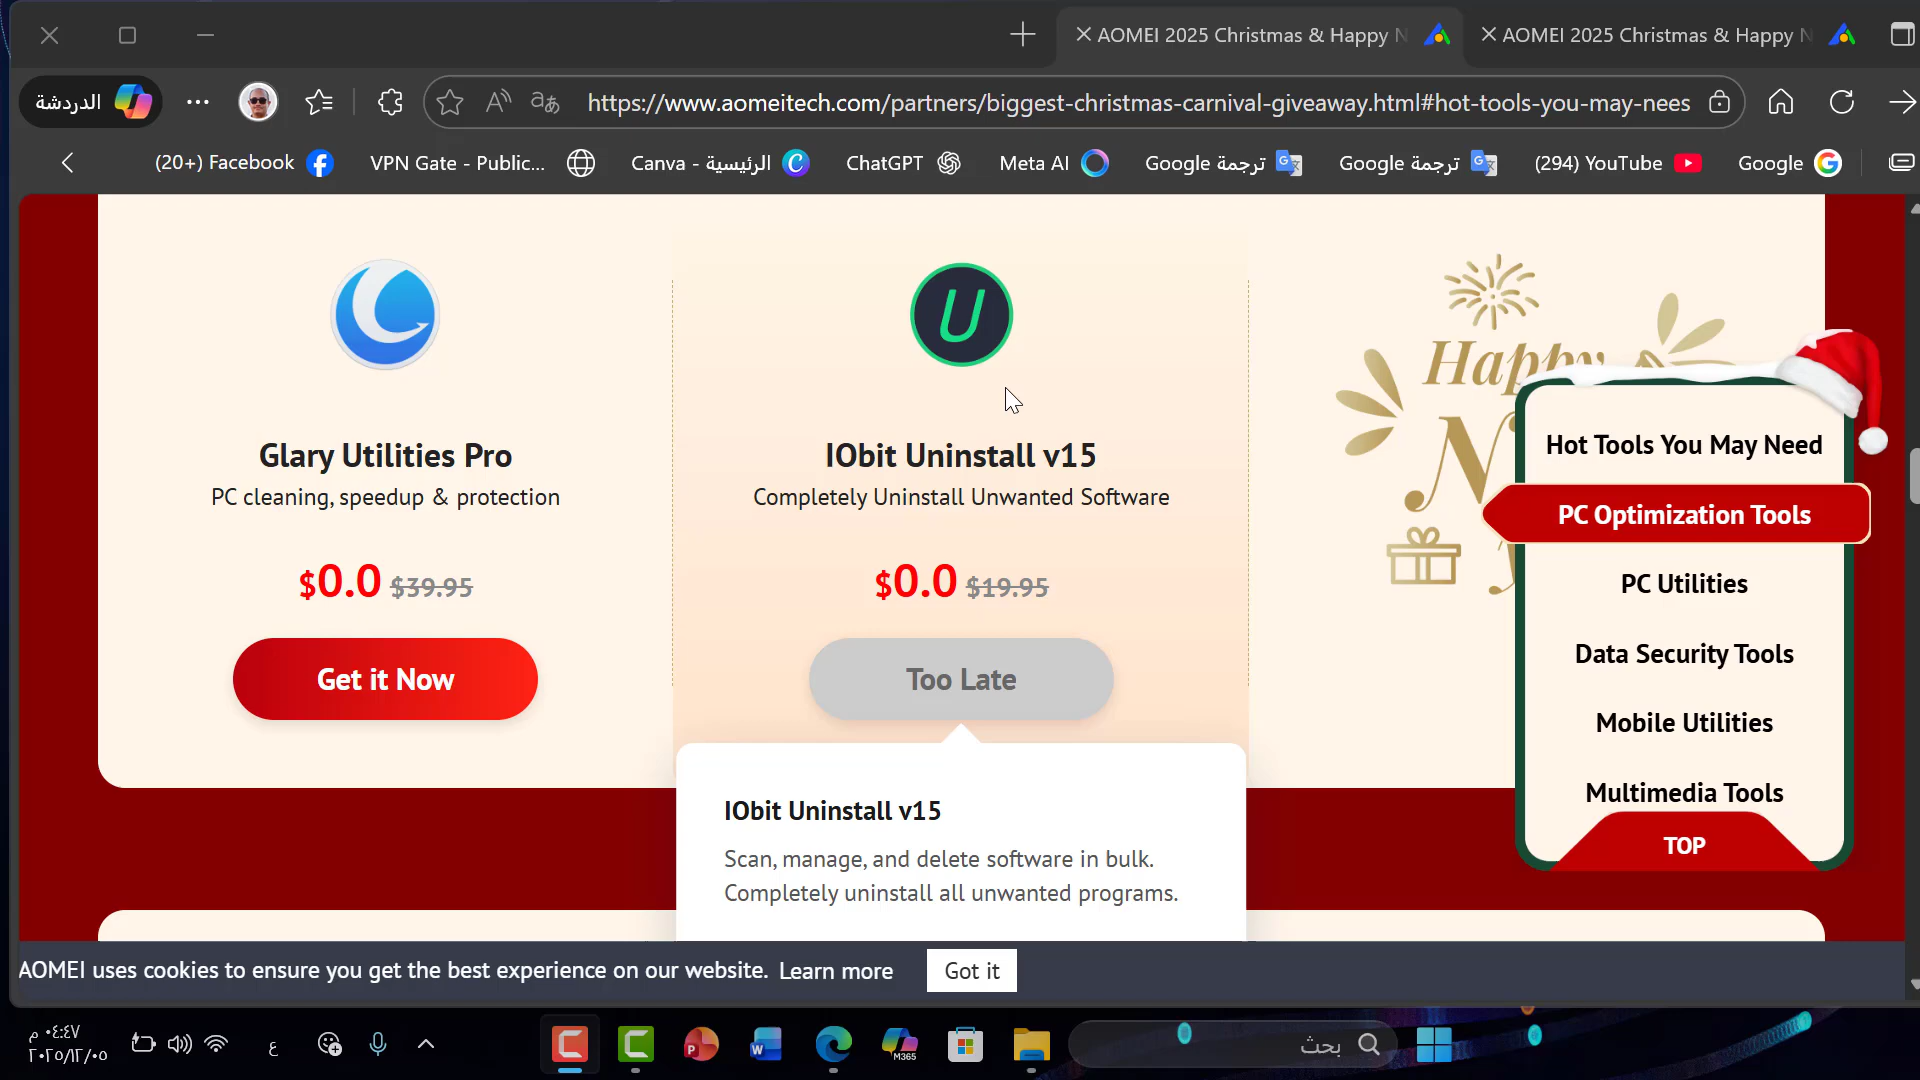 AOMEI 2025 Christmas & Happy N
AOMEI 2025 Christmas & Happy N
الدردشة
https://www.aomeitech.com/partners/biggest-christmas-carnival-giveaway.html#hot-tools-you-may-nees
(20+) Facebook
VPN Gate - Public...
Canva - الرئيسية
ChatGPT
Meta AI
ترجمة Google
ترجمة Google
(294) YouTube
Google
Glary Utilities Pro
PC cleaning, speedup & protection
$0.0 $39.95
Get it Now
IObit Uninstall v15
Completely Uninstall Unwanted Software
$0.0 $19.95
Too Late
IObit Uninstall v15
Scan, manage, and delete software in bulk.
Completely uninstall all unwanted programs.
Happy
N
Hot Tools You May Need
PC Optimization Tools
PC Utilities
Data Security Tools
Mobile Utilities
Multimedia Tools
TOP
AOMEI uses cookies to ensure you get the best experience on our website. Learn more
Got it
٠٤:٤٧ م
٢٠٢٥/١٢/٠٥
ع
M365
بحث